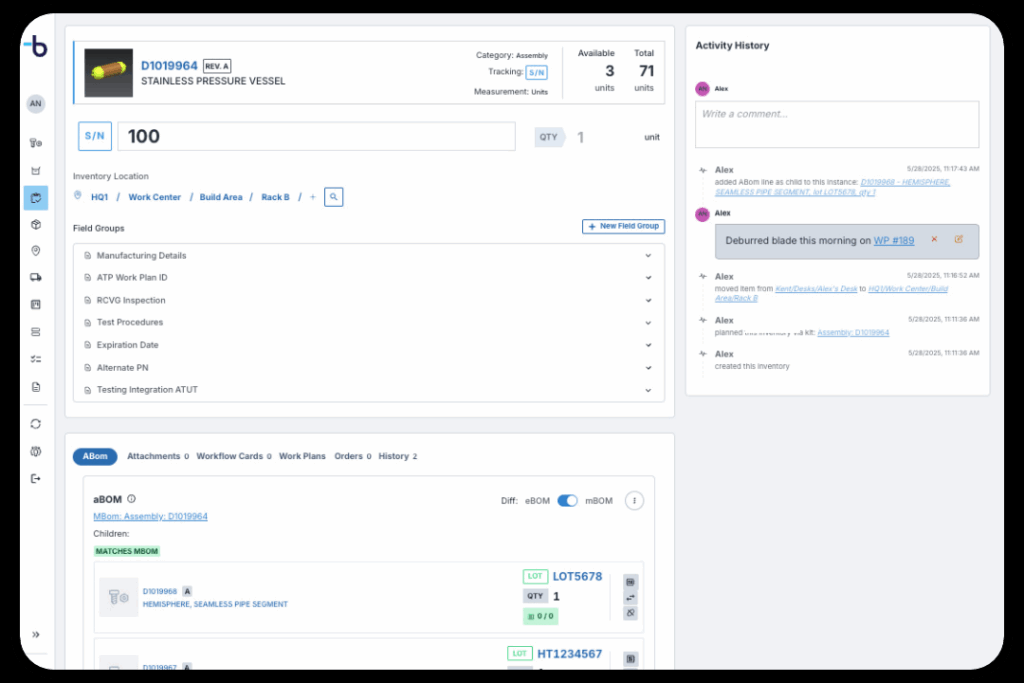 b
AN
D1019964 REV. A
STAINLESS PRESSURE VESSEL
Category: Assembly
Tracking: S/N
Measurement: Units
Available
3
units
Total
71
units
S/N 100 QTY 1 unit
Inventory Location
HQ1 / Work Center / Build Area / Rack B / +
Field Groups + New Field Group
Manufacturing Details
ATP Work Plan ID
RCVG Inspection
Test Procedures
Expiration Date
Alternate PN
Testing Integration ATUT
ABom Attachments 0 Workflow Cards 0 Work Plans Orders 0 History 2
aBOM Diff: eBOM mBOM
MBom: Assembly: D1019964
Children:
MATCHES MBOM
D1019968 A
HEMISPHERE, SEAMLESS PIPE SEGMENT
LOT LOT5678
QTY 1
0 / 0
D1019967 A
LOT HT1234567
Activity History
AN Alex
Write a comment...
Alex 5/28/2025, 11:17:43 AM
added ABom line as child to this instance: D1019968 - HEMISPHERE,
SEAMLESS PIPE SEGMENT, lot LOT5678, qty 1
AN Alex
Deburred blade this morning on WP #189
Alex 5/28/2025, 11:16:52 AM
moved item from Kent/Desks/Alex's Desk to HQ1/Work Center/Build
Area/Rack B
Alex 5/28/2025, 11:11:36 AM
planned this inventory via kit: Assembly: D1019964
Alex 5/28/2025, 11:11:36 AM
created this inventory